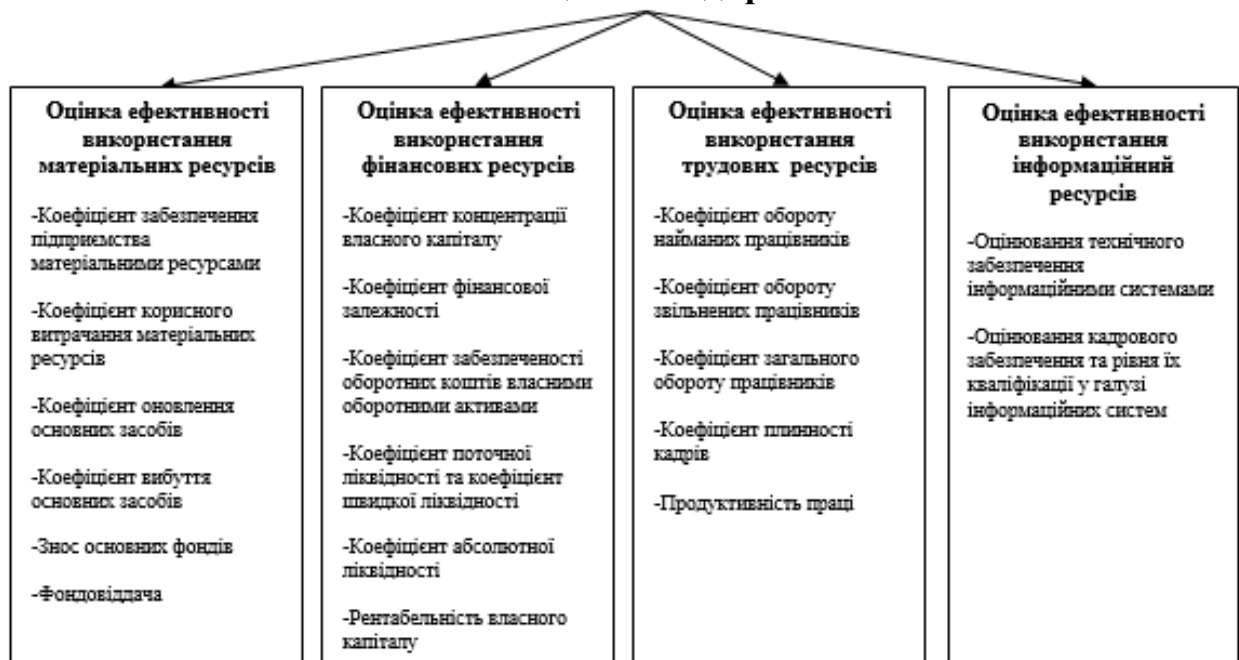 Оцінка ефективності
використання
матеріальних ресурсів
-Коефіцієнт забезпечення
підприємства
матеріальними ресурсами
-Коефіцієнт корисного
витрачання матеріальних
ресурсів
-Коефіцієнт оновлення
основних засобів
-Коефіцієнт вибуття
основних засобів
-Знос основних фондів
-Фондовіддача
Оцінка ефективності
використання
фінансових ресурсів
-Коефіцієнт концентрації
власного капіталу
-Коефіцієнт фінансової
залежності
-Коефіцієнт забезпеченості
оборотних коштів власними
оборотними активами
-Коефіцієнт поточної
ліквідності та коефіцієнт
швидкої ліквідності
-Коефіцієнт абсолютної
ліквідності
-Рентабельність власного
капіталу
Оцінка ефективності
використання
трудових ресурсів
-Коефіцієнт обороту
найманих працівників
-Коефіцієнт обороту
звільнених працівників
-Коефіцієнт загального
обороту працівників
-Коефіцієнт плинності
кадрів
-Продуктивність праці
Оцінка ефективності
використання
інформаційний
ресурсів
-Оцінювання технічного
забезпечення
інформаційними системами
-Оцінювання кадрового
забезпечення та рівня їх
кваліфікації у галузі
інформаційних систем